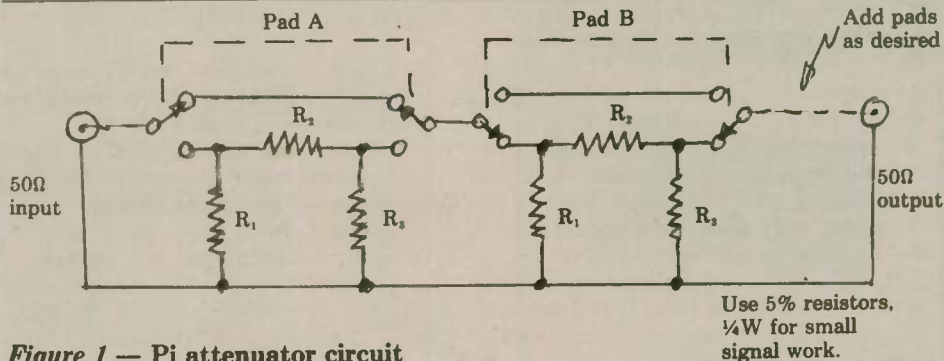 Pad A
Pad B
Add pads
as desired
R₂
R₂
50Ω
input
R₁
R₃
R₁
R₃
50Ω
output
Use 5% resistors,
¼W for small
signal work.
Figure 1 — Pi attenuator circuit